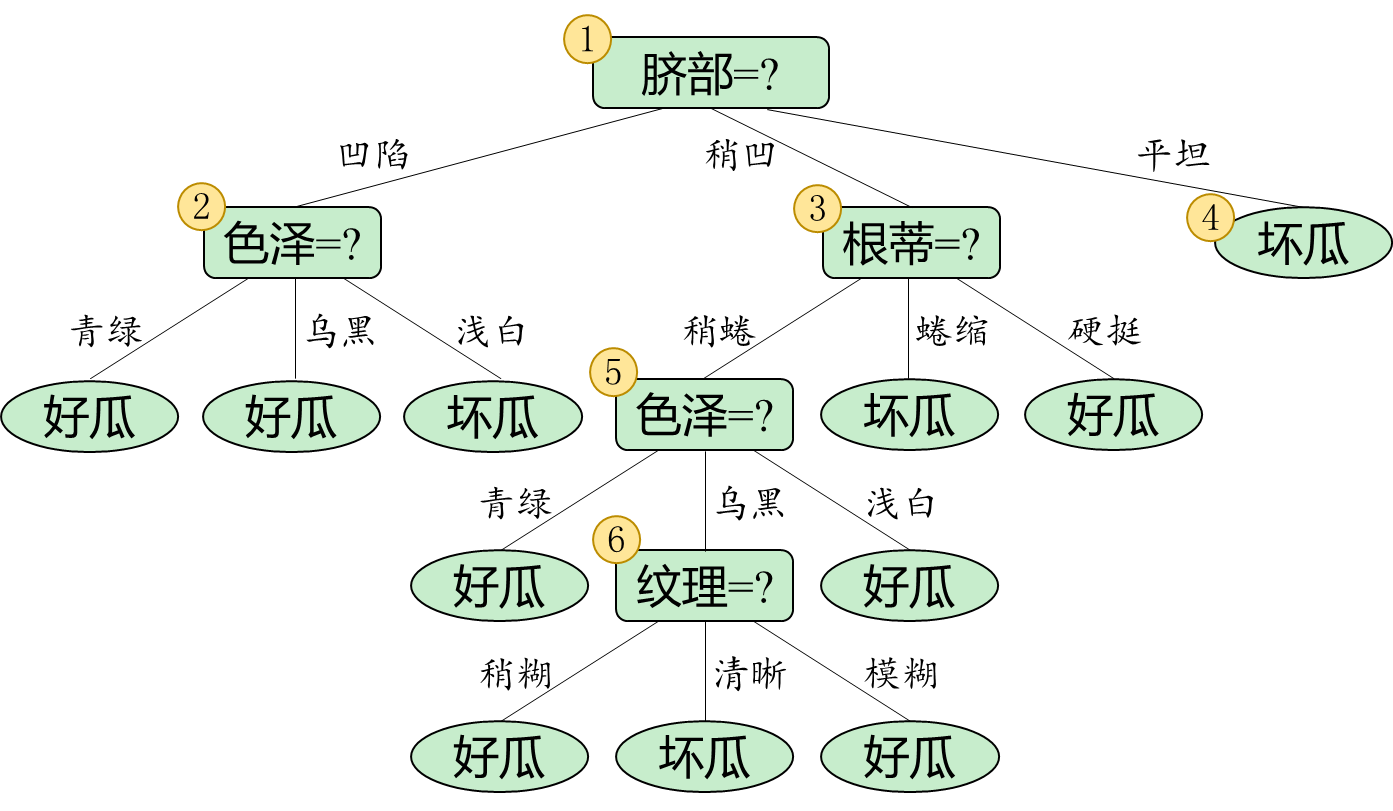 1
脐部=?
凹陷
稍凹
平坦
2
色泽=?
3
根蒂=?
4
坏瓜
青绿
乌黑
浅白
稍蜷
蜷缩
硬挺
好瓜
好瓜
坏瓜
5
色泽=?
坏瓜
好瓜
青绿
乌黑
浅白
好瓜
6
纹理=?
好瓜
稍糊
清晰
模糊
好瓜
坏瓜
好瓜